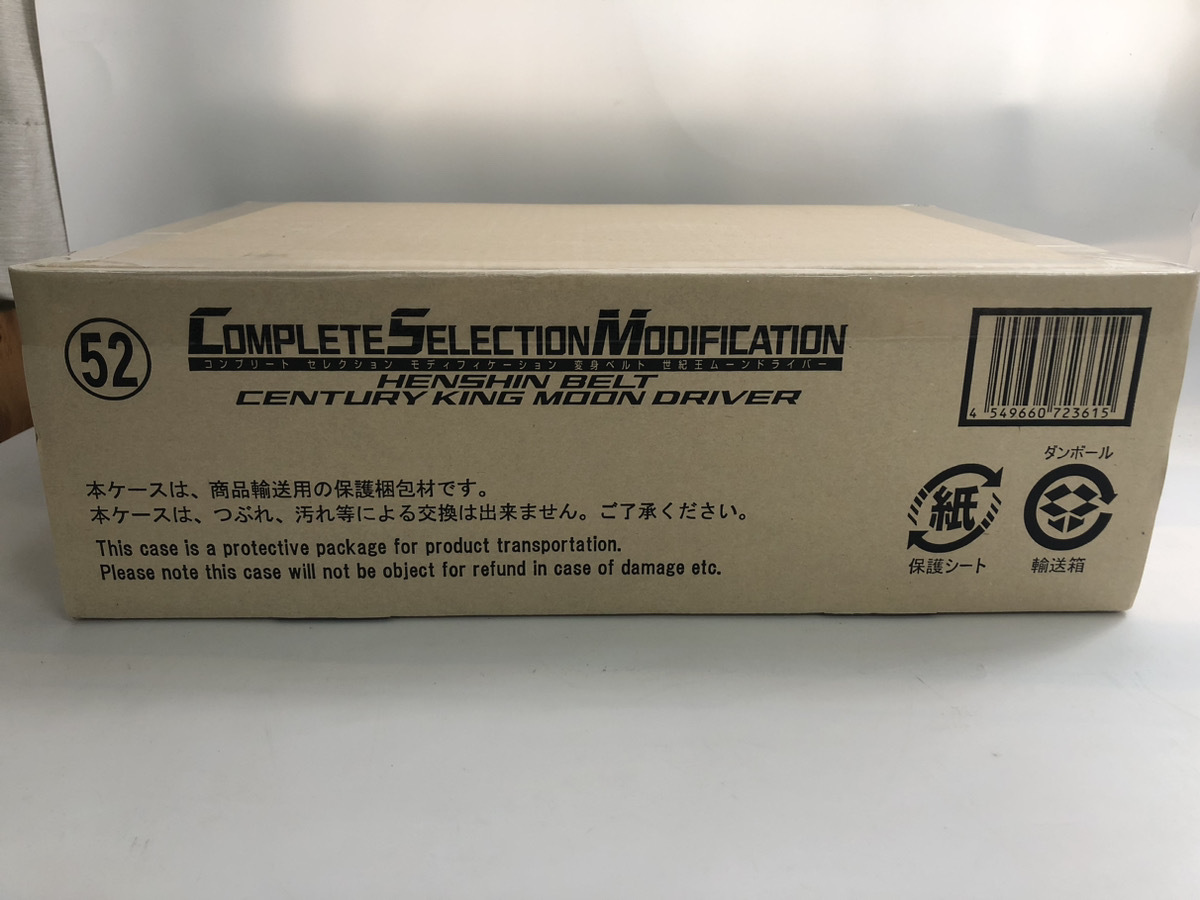 52
COMPLETE SELECTION MODIFICATION
コンプリート セレクション モディフィケーション 変身ベルト 世紀王ムーンドライバー
HENSHIN BELT
CENTURY KING MOON DRIVER
4 549660 723615
本ケースは、商品輸送用の保護梱包材です。
本ケースは、つぶれ、汚れ等による交換は出来ません。ご了承ください。
This case is a protective package for product transportation.
Please note this case will not be object for refund in case of damage etc.
紙
保護シート
ダンボール
輸送箱